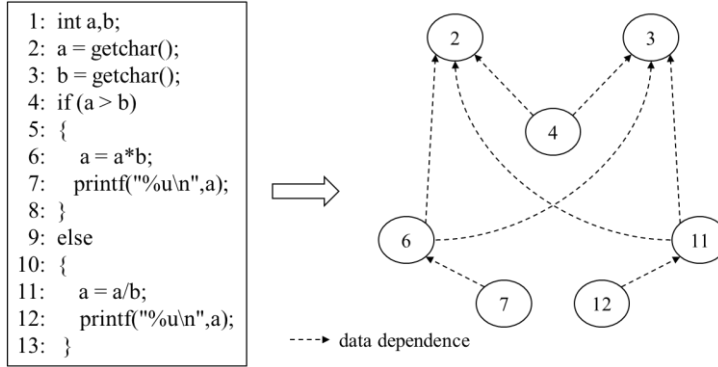 1: int a,b;
2: a = getchar();
3: b = getchar();
4: if (a > b)
5: {
6: a = a*b;
7: printf("%u\n",a);
8: }
9: else
10: {
11: a = a/b;
12: printf("%u\n",a);
13: }
2
3
4
6
11
7
12
data dependence